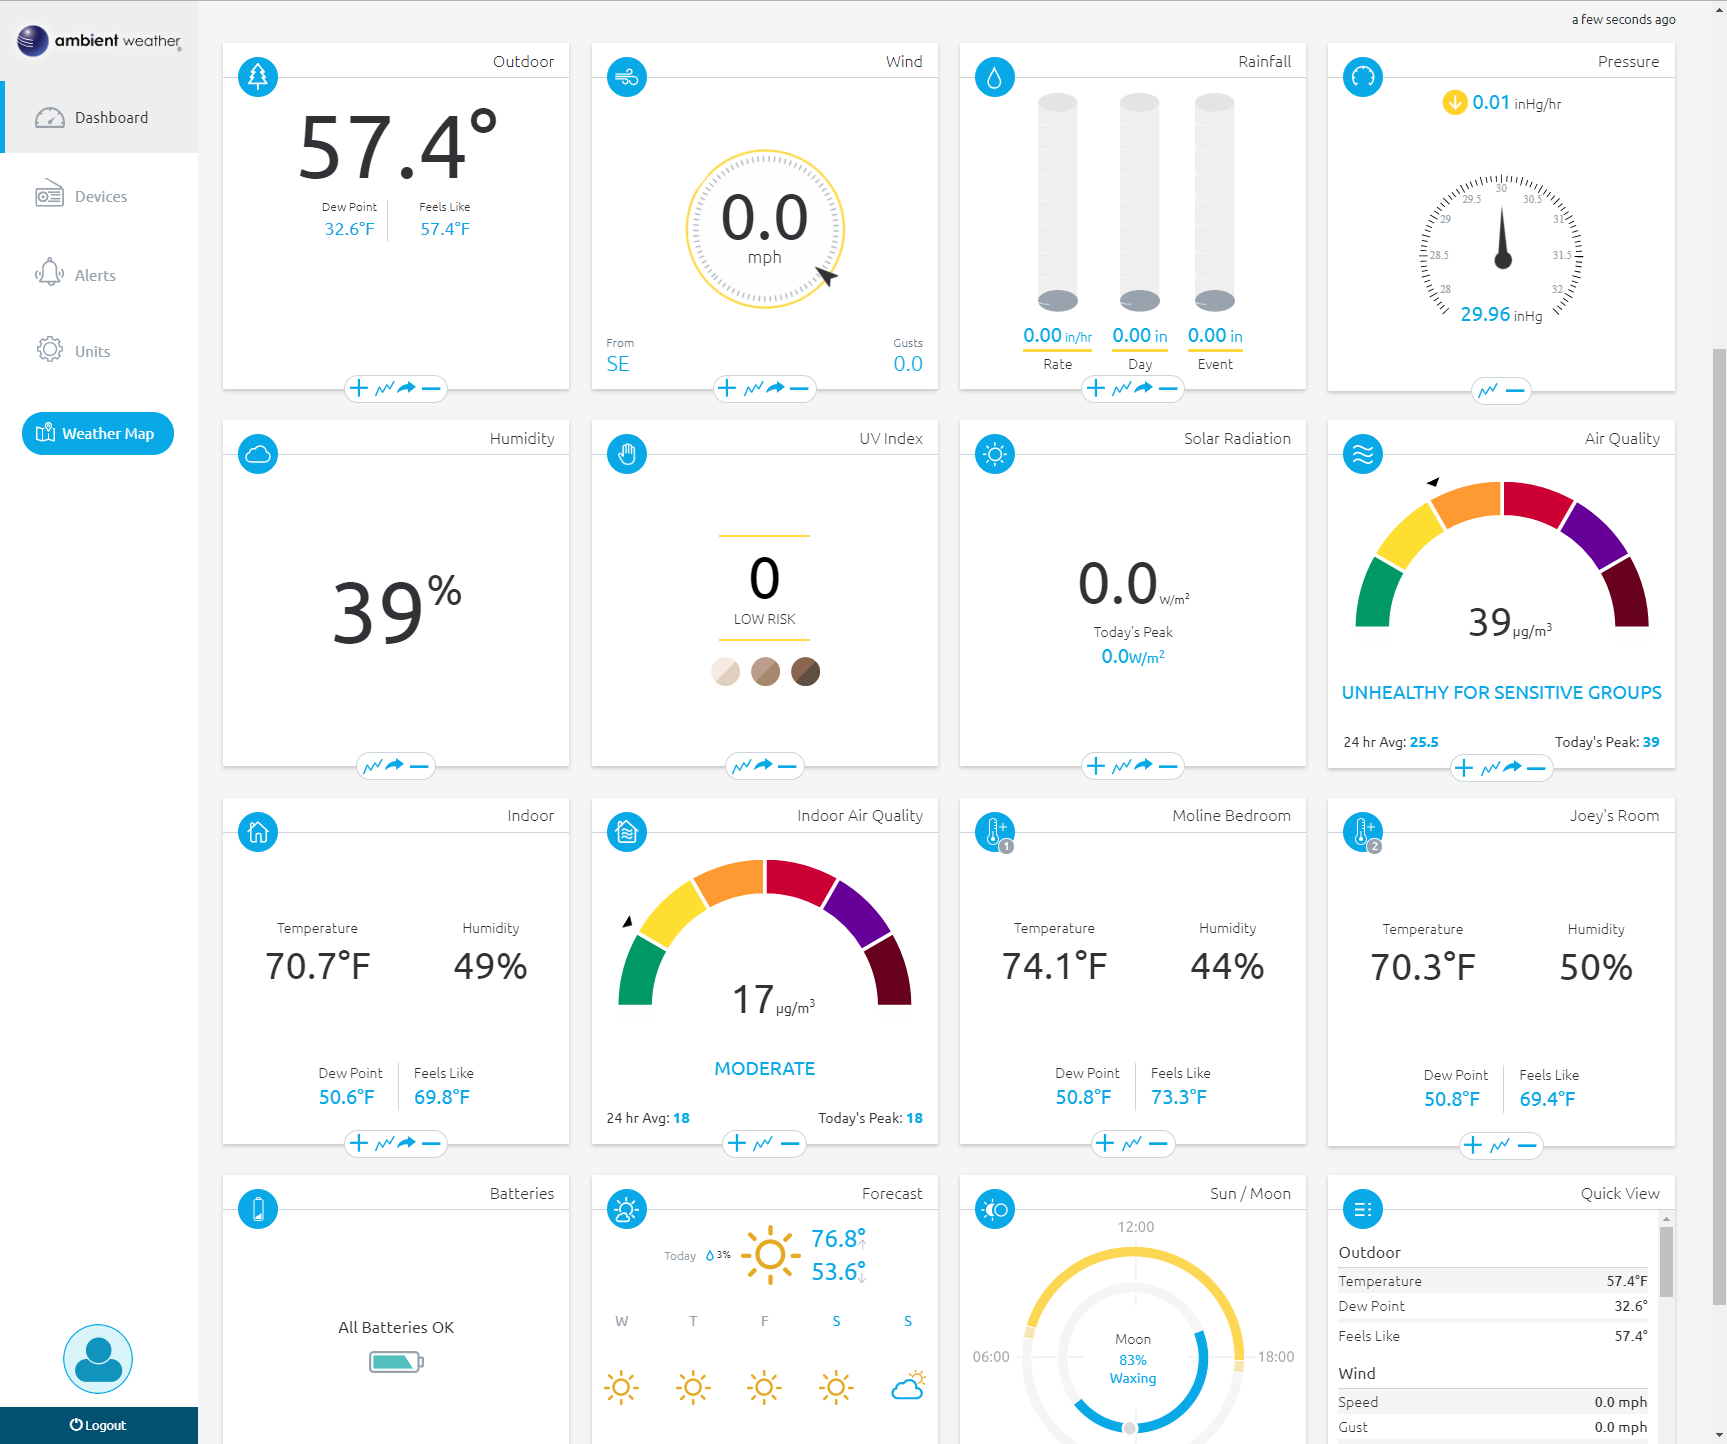 a few seconds ago
ambient weather®
Dashboard
Devices
Alerts
Units
Weather Map
Logout
Outdoor
57.4°
Dew Point
32.6°F
Feels Like
57.4°F
Wind
0.0
mph
From
SE
Gusts
0.0
Rainfall
0.00 in/hr
Rate
0.00 in
Day
0.00 in
Event
Pressure
0.01 inHg/hr
28
28.5
29
29.5
30
30.5
31
31.5
32
29.96 inHg
Humidity
39%
UV Index
0
LOW RISK
Solar Radiation
0.0 W/m²
Today's Peak
0.0W/m²
Air Quality
39 µg/m³
UNHEALTHY FOR SENSITIVE GROUPS
24 hr Avg: 25.5
Today's Peak: 39
Indoor
Temperature
70.7°F
Humidity
49%
Dew Point
50.6°F
Feels Like
69.8°F
Indoor Air Quality
17 µg/m³
MODERATE
24 hr Avg: 18
Today's Peak: 18
1
Moline Bedroom
Temperature
74.1°F
Humidity
44%
Dew Point
50.8°F
Feels Like
73.3°F
2
Joey's Room
Temperature
70.3°F
Humidity
50%
Dew Point
50.8°F
Feels Like
69.4°F
Batteries
All Batteries OK
Forecast
Today 3%
76.8°
53.6°
W T F S S
Sun / Moon
12:00
06:00
18:00
Moon
83%
Waxing
Quick View
Outdoor
Temperature 57.4°F
Dew Point 32.6°
Feels Like 57.4°
Wind
Speed 0.0 mph
Gust 0.0 mph